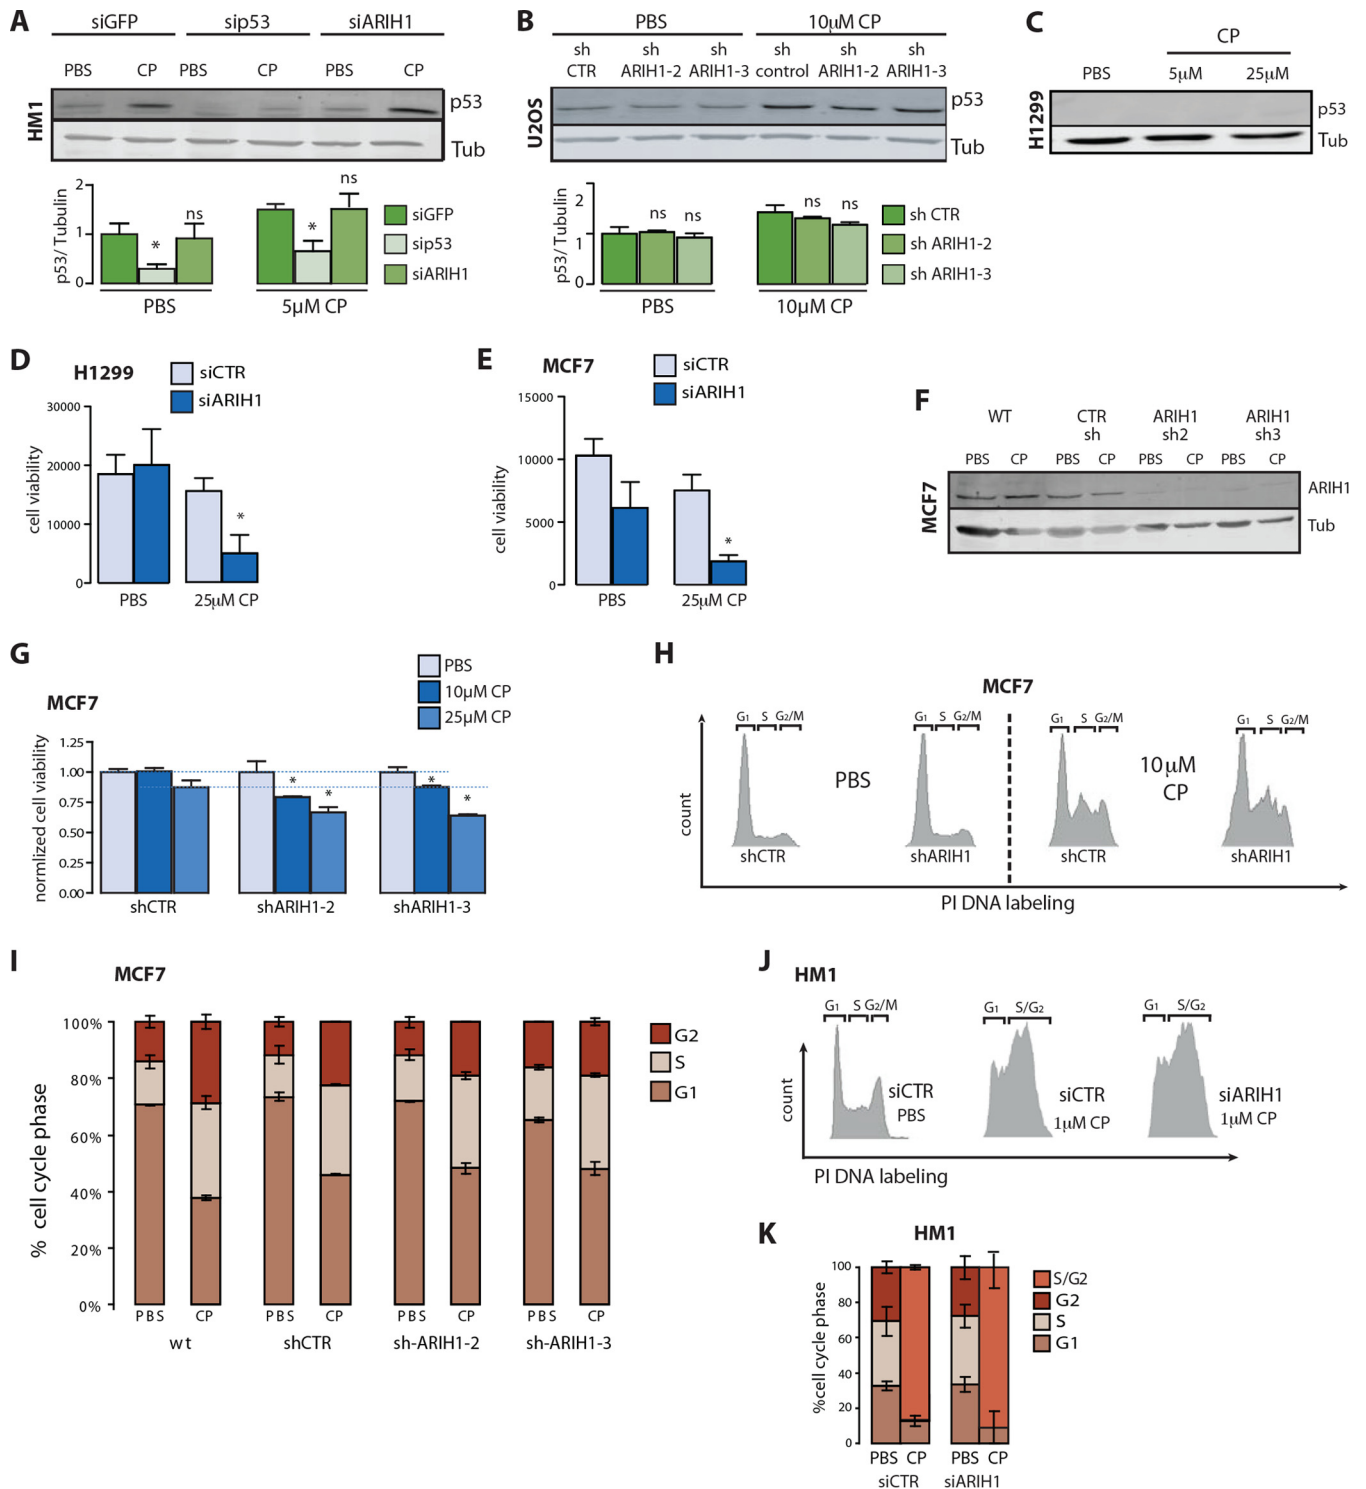 A
siGFP sip53 siARIH1
PBS CP PBS CP PBS CP
HM1
p53
Tub
p53/ Tubulin
2
1
0
* ns
* ns
PBS 5μM CP
siGFP
sip53
siARIH1
B
PBS 10μM CP
sh sh sh sh sh sh
CTR ARIH1-2 ARIH1-3 control ARIH1-2 ARIH1-3
U2OS
p53
Tub
p53/ Tubulin
2
1
0
ns ns
ns ns
PBS 10μM CP
sh CTR
sh ARIH1-2
sh ARIH1-3
C
CP
PBS 5μM 25μM
H1299
p53
Tub
D
H1299
siCTR
siARIH1
cell viability
30000
20000
10000
0
*
PBS 25μM CP
E
MCF7
siCTR
siARIH1
cell viability
15000
10000
5000
0
*
PBS 25μM CP
F
WT CTR ARIH1 ARIH1
sh sh2 sh3
PBS CP PBS CP PBS CP PBS CP
MCF7
ARIH1
Tub
G
MCF7
PBS
10μM CP
25μM CP
normlized cell viability
1.25
1.00
0.75
0.50
0.25
0.00
* * * *
shCTR shARIH1-2 shARIH1-3
H
MCF7
G1 S G2/M G1 S G2/M G1 S G2/M G1 S G2/M
PBS
10μM
CP
count
shCTR shARIH1 shCTR shARIH1
PI DNA labeling
I
MCF7
% cell cycle phase
100%
80%
60%
40%
20%
0%
G2
S
G1
PBS CP PBS CP PBS CP PBS CP
wt shCTR sh-ARIH1-2 sh-ARIH1-3
J
HM1
G1 S G2/M G1 S/G2 G1 S/G2
count
siCTR
PBS
siCTR
1μM CP
siARIH1
1μM CP
PI DNA labeling
K
HM1
%cell cycle phase
100
80
60
40
20
0
S/G2
G2
S
G1
PBS CP PBS CP
siCTR siARIH1